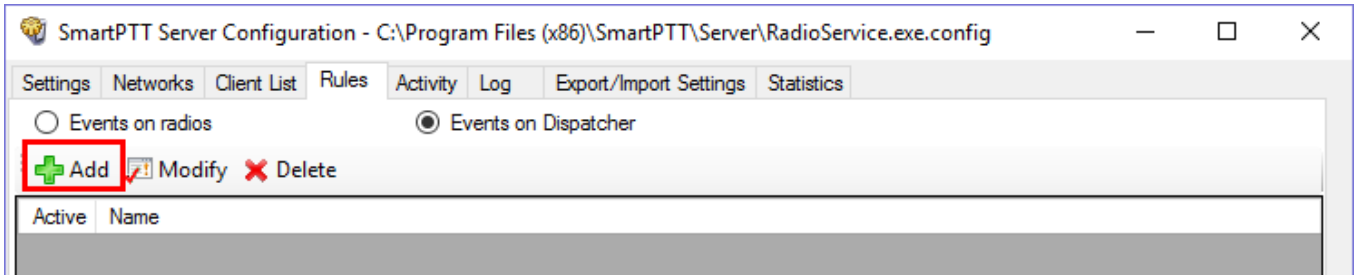 SmartPTT Server Configuration - C:\Program Files (x86)\SmartPTT\Server\RadioService.exe.config
Settings Networks Client List Rules Activity Log Export/Import Settings Statistics
Events on radios Events on Dispatcher
Add Modify Delete
Active Name